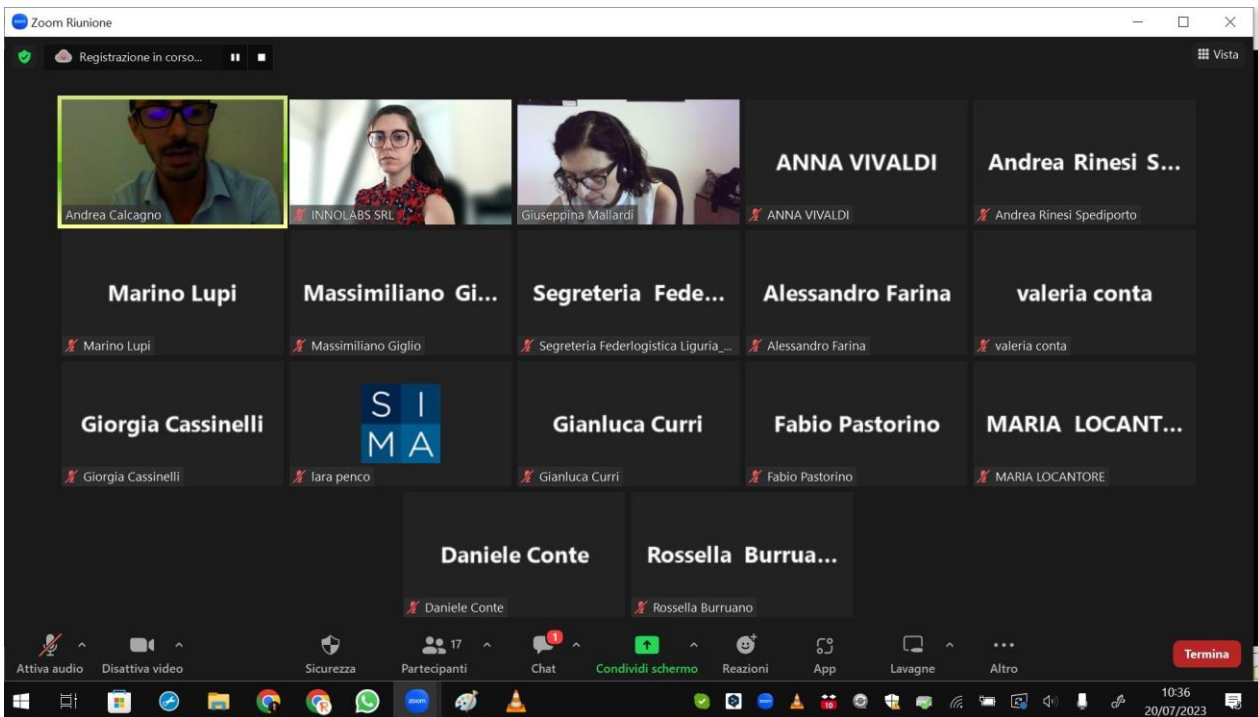 Zoom Riunione
Registrazione in corso...
Vista
Andrea Calcagno
INNOLABS SRL
Giuseppina Mallardi
ANNA VIVALDI
ANNA VIVALDI
Andrea Rinesi S...
Andrea Rinesi Spediporto
Marino Lupi
Marino Lupi
Massimiliano Gi...
Massimiliano Giglio
Segreteria Fede...
Segreteria Federlogistica Liguria_...
Alessandro Farina
Alessandro Farina
valeria conta
valeria conta
Giorgia Cassinelli
Giorgia Cassinelli
SI
MA
lara penco
Gianluca Curri
Gianluca Curri
Fabio Pastorino
Fabio Pastorino
MARIA LOCANT...
MARIA LOCANTORE
Daniele Conte
Daniele Conte
Rossella Burrua...
Rossella Burruano
Attiva audio
Disattiva video
Sicurezza
17
Partecipanti
1
Chat
Condividi schermo
Reazioni
App
Lavagne
Altro
Termina
zoom
10
10:36
20/07/2023